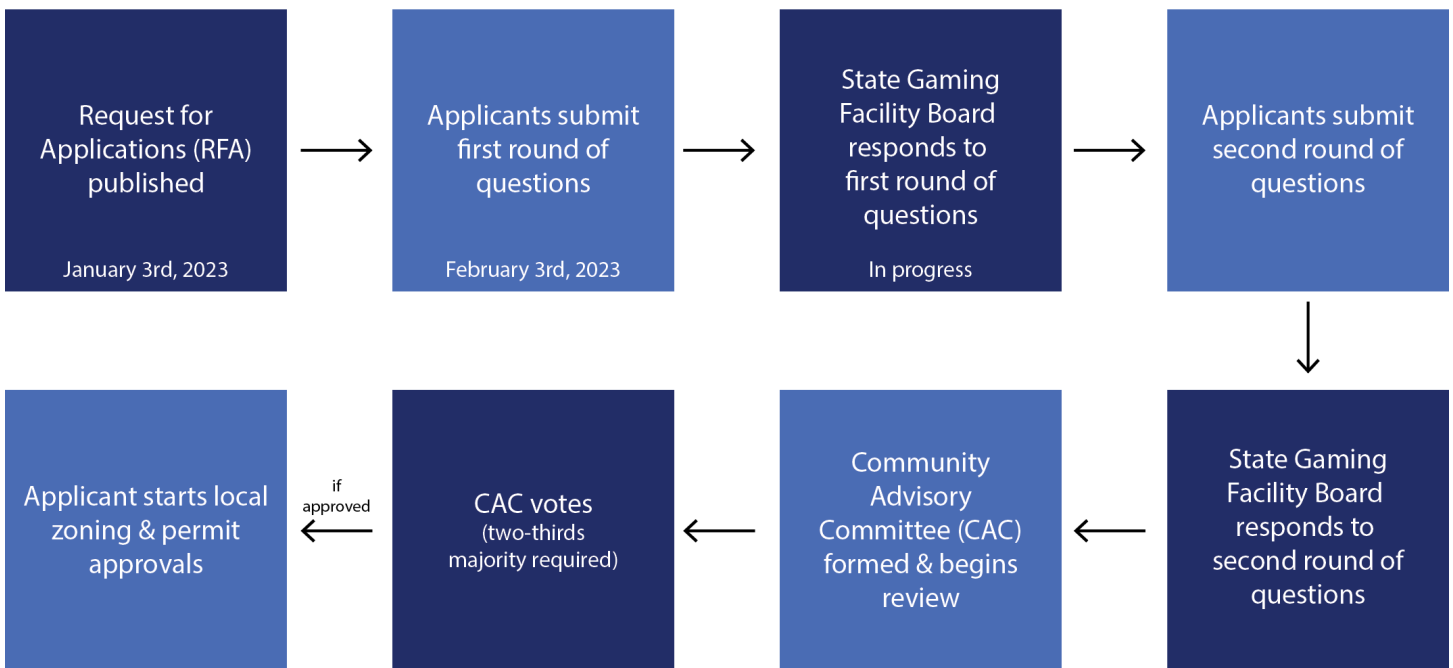 Request for
Applications (RFA)
published
January 3rd, 2023
Applicants submit
first round of
questions
February 3rd, 2023
State Gaming
Facility Board
responds to
first round of
questions
In progress
Applicants submit
second round of
questions
State Gaming
Facility Board
responds to
second round of
questions
Community
Advisory
Committee (CAC)
formed & begins
review
CAC votes
(two-thirds
majority required)
if
approved
Applicant starts local
zoning & permit
approvals